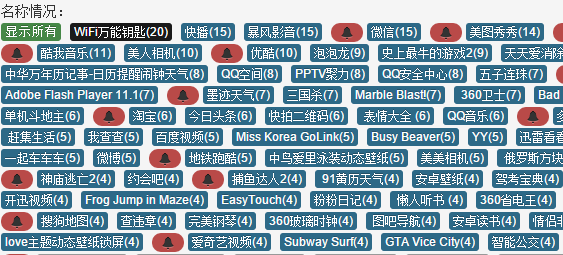 名称情况：
显示所有 WiFi万能钥匙(20) 快播(15) 暴风影音(15) 微信(15) 美图秀秀(14)
酷我音乐(11) 美人相机(10) 优酷(10) 泡泡龙(9) 史上最牛的游戏2(9) 天天爱消除
中华万年历记事-日历提醒闹钟天气(8) QQ空间(8) PPTV聚力(8) QQ安全中心(8) 五子连珠(7)
Adobe Flash Player 11.1(7) 墨迹天气(7) 三国杀(7) Marble Blast!(7) 360卫士(7) Bad
单机斗地主(6) 淘宝(6) 今日头条(6) 快拍二维码(6) 表情大全 (6) QQ音乐(6)
赶集生活(5) 我查查(5) 百度视频(5) Miss Korea GoLink(5) Busy Beaver(5) YY(5) 迅雷看看
一起车车车(5) 微博(5) 地铁跑酷(5) 中鸟爱里泳装动态壁纸(5) 美美相机(5) 俄罗斯方块
神庙逃亡2(4) 约会吧(4) 捕鱼达人2(4) 91黄历天气(4) 安卓壁纸(4) 驾考宝典(4)
开迅视频(4) Frog Jump in Maze(4) EasyTouch(4) 粉粉日记(4) 懒人听书 (4) 360省电王(4)
搜狗地图(4) 查违章(4) 完美钢琴(4) 360玻璃时钟(4) 图吧导航(4) 安卓读书(4) 情侣
love主题动态壁纸锁屏(4) 爱奇艺视频(4) Subway Surf(4) GTA Vice City(4) 智能公交(4)